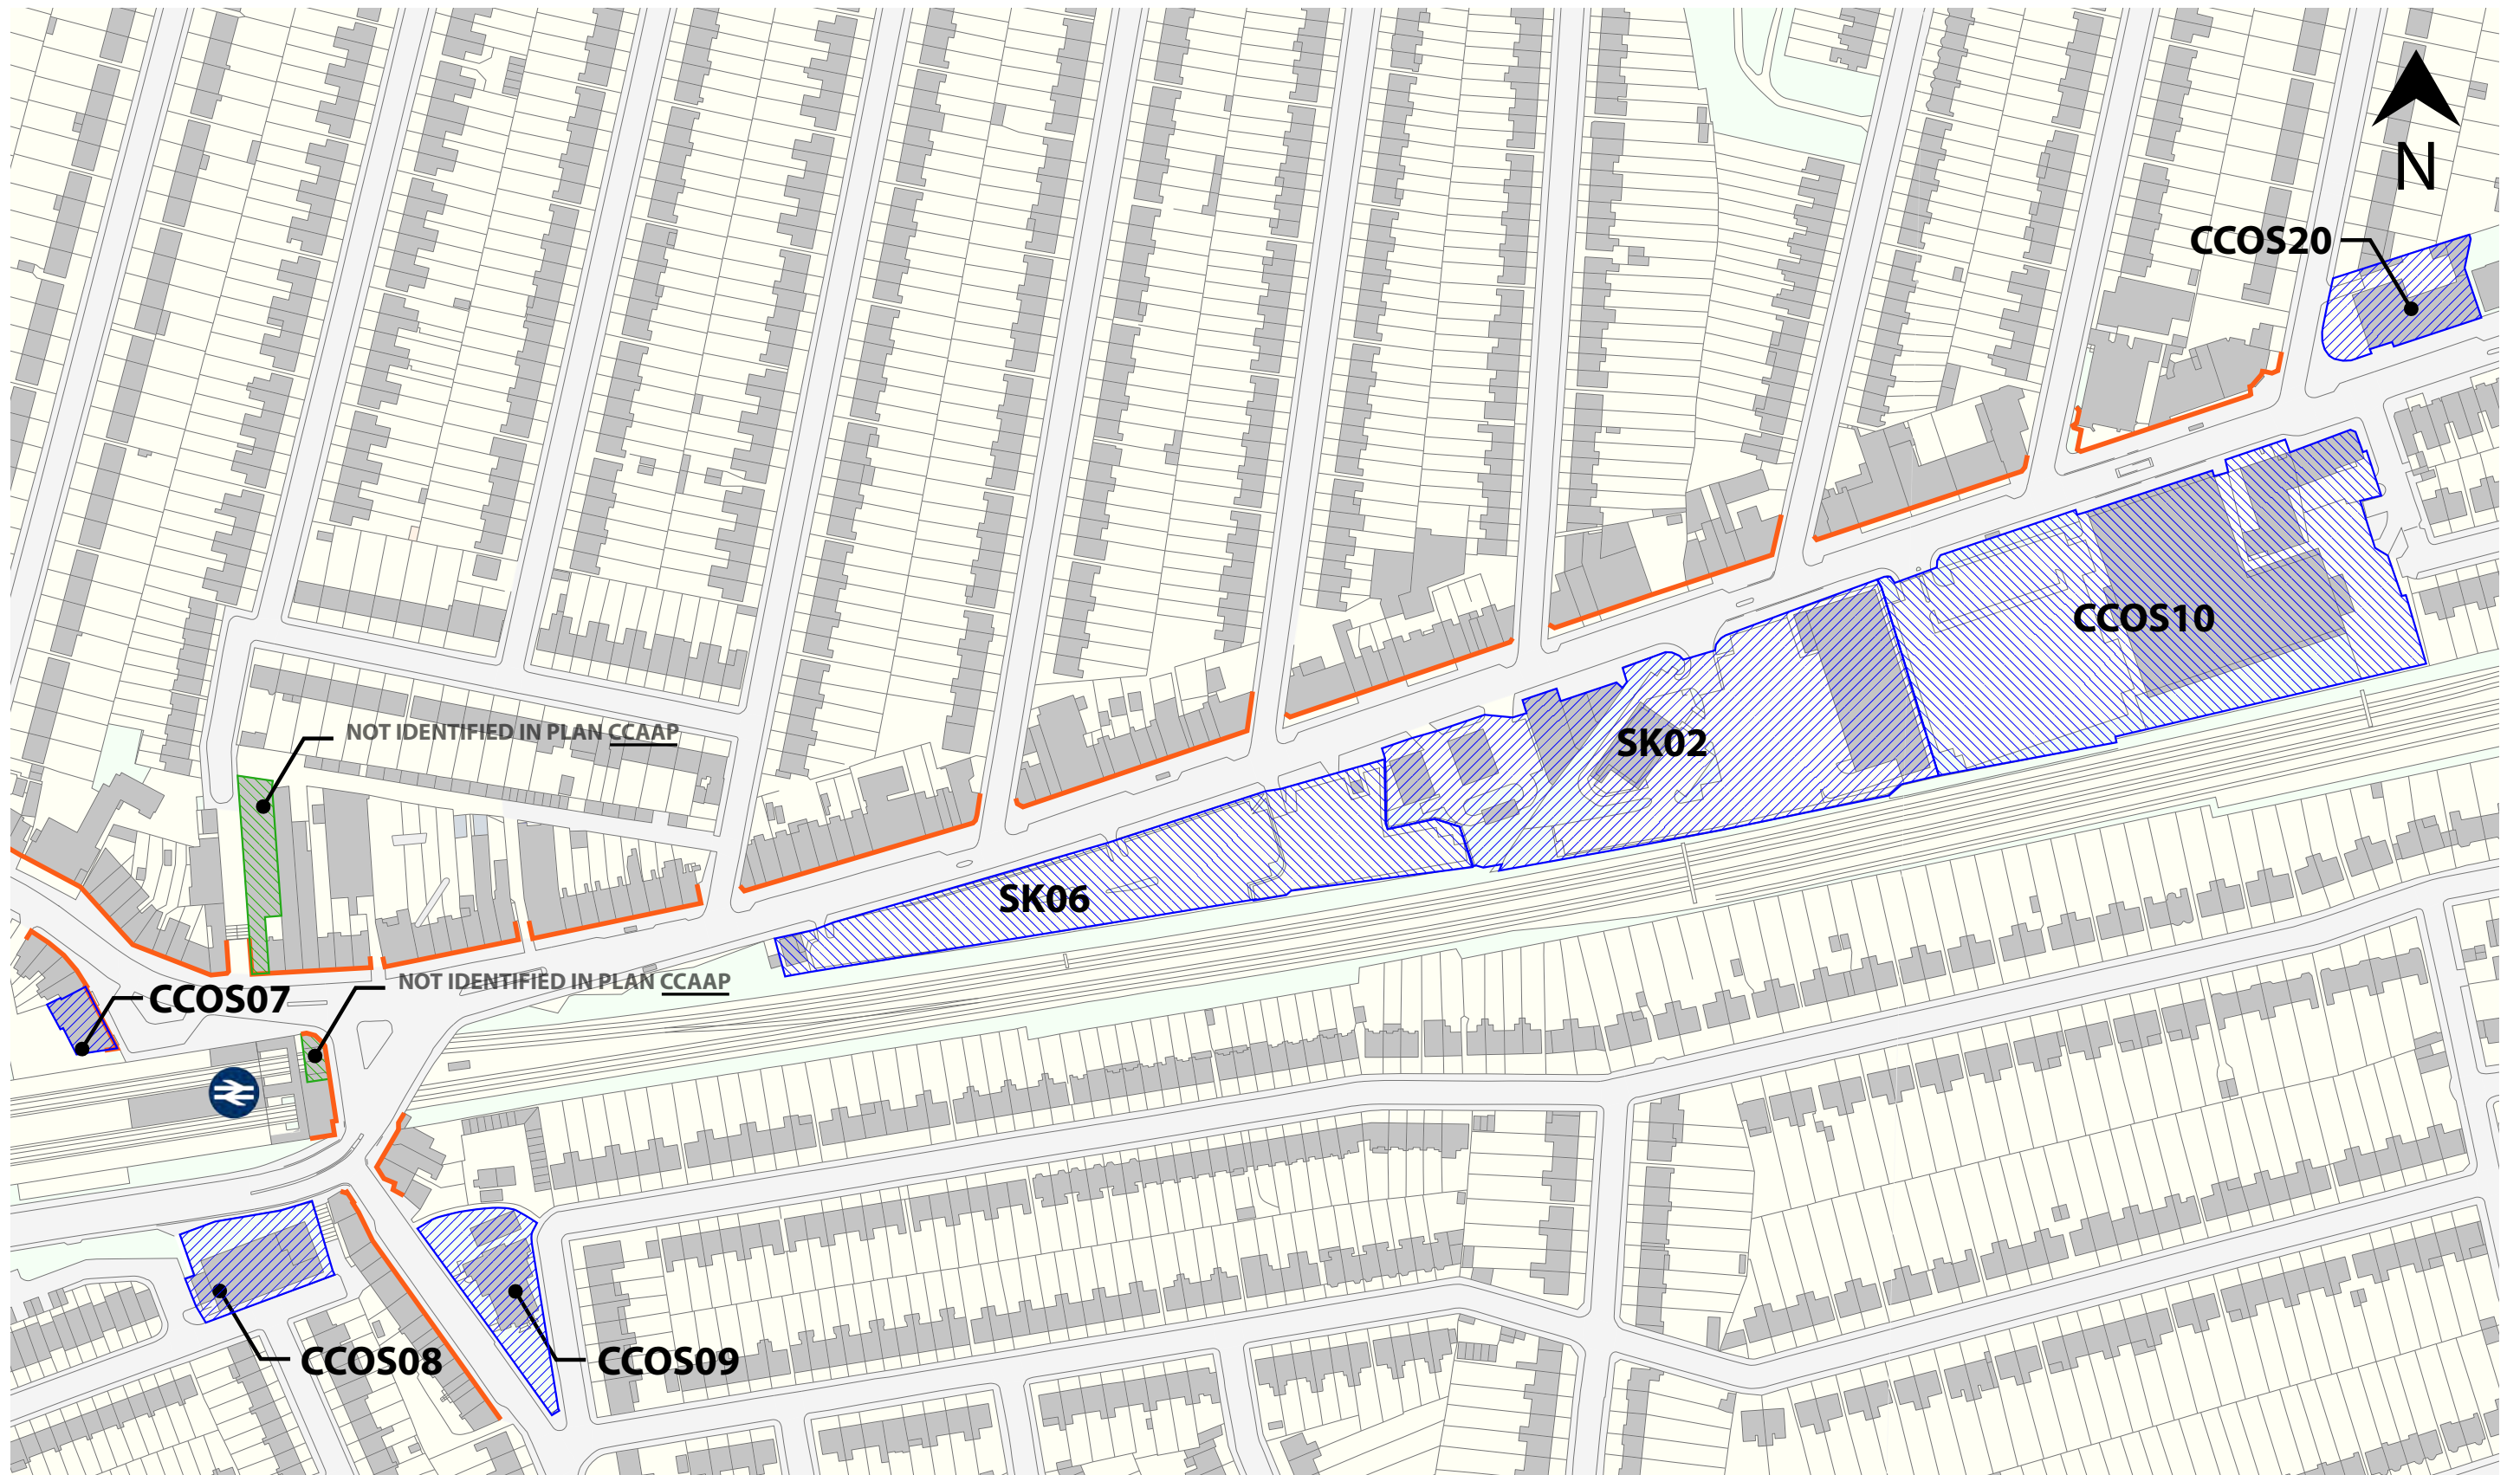 N
CCOS20
CCOS10
NOT IDENTIFIED IN PLAN CCAAP
SK02
SK06
NOT IDENTIFIED IN PLAN CCAAP
CCOS07
CCOS08
CCOS09